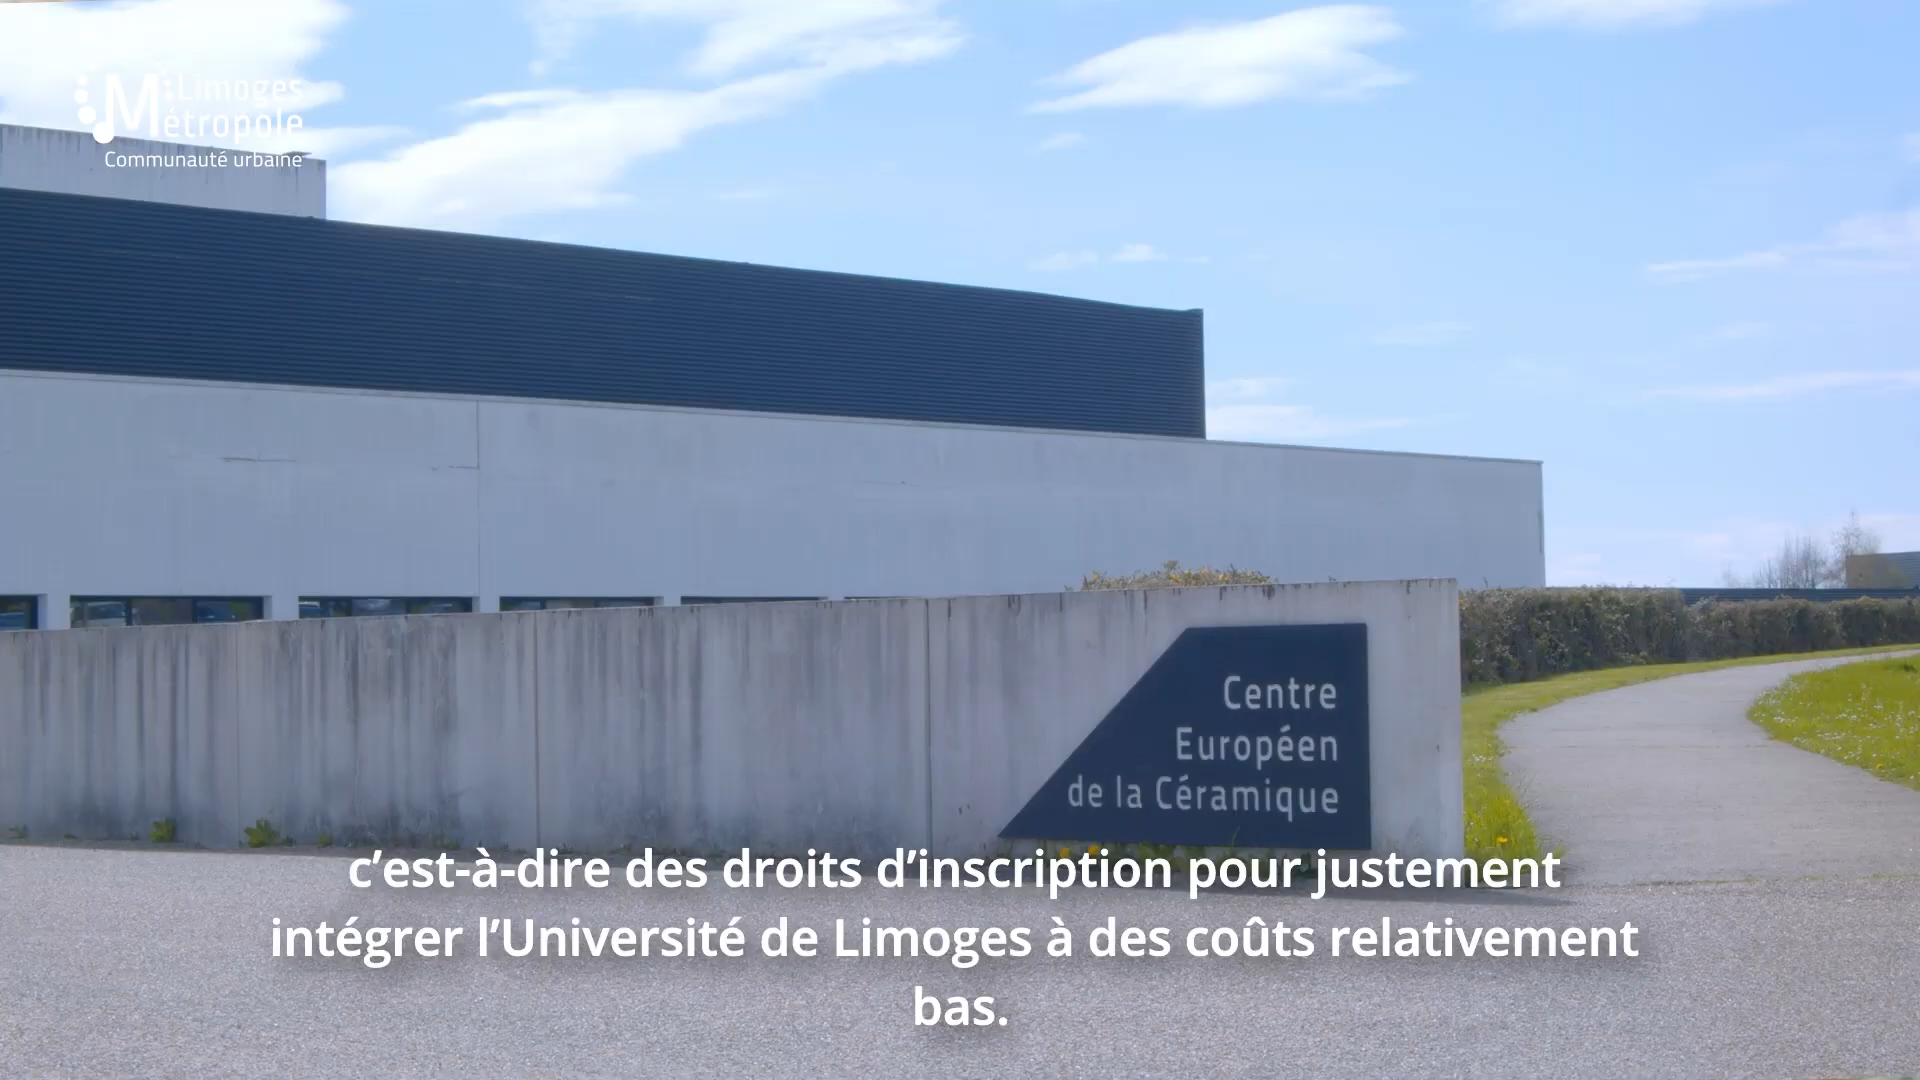 Limoges
Métropole
Communauté urbaine
Centre
Européen
de la Céramique
c’est-à-dire des droits d’inscription pour justement
intégrer l’Université de Limoges à des coûts relativement
bas.